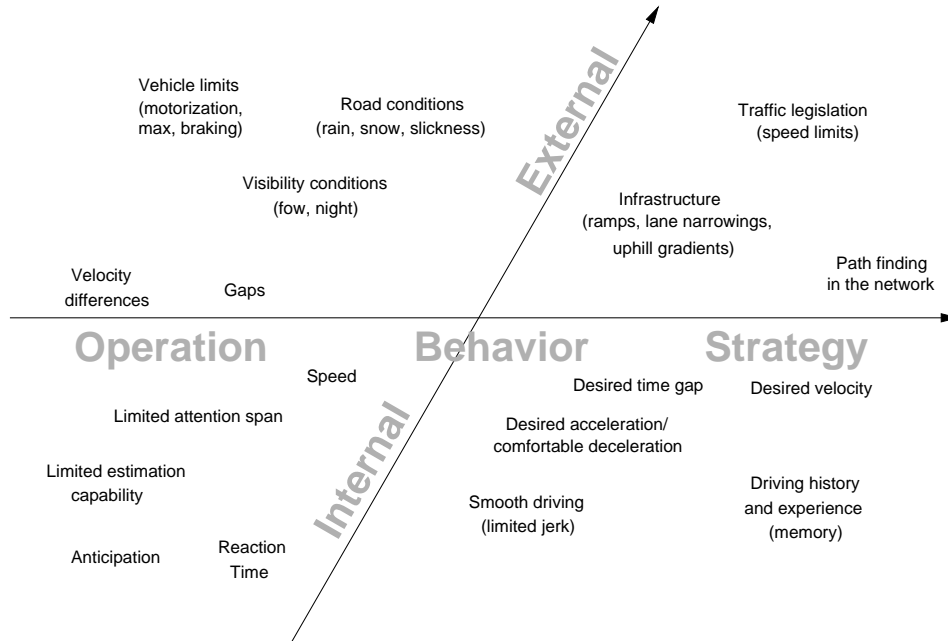 Vehicle limits
(motorization,
max, braking)
Road conditions
(rain, snow, slickness)
External
Traffic legislation
(speed limits)
Visibility conditions
(fow, night)
Infrastructure
(ramps, lane narrowings,
uphill gradients)
Velocity
differences
Gaps
Path finding
in the network
Operation
Behavior
Strategy
Speed
Desired time gap
Desired velocity
Limited attention span
Internal
Desired acceleration/
comfortable deceleration
Limited estimation
capability
Smooth driving
(limited jerk)
Driving history
and experience
(memory)
Anticipation
Reaction
Time